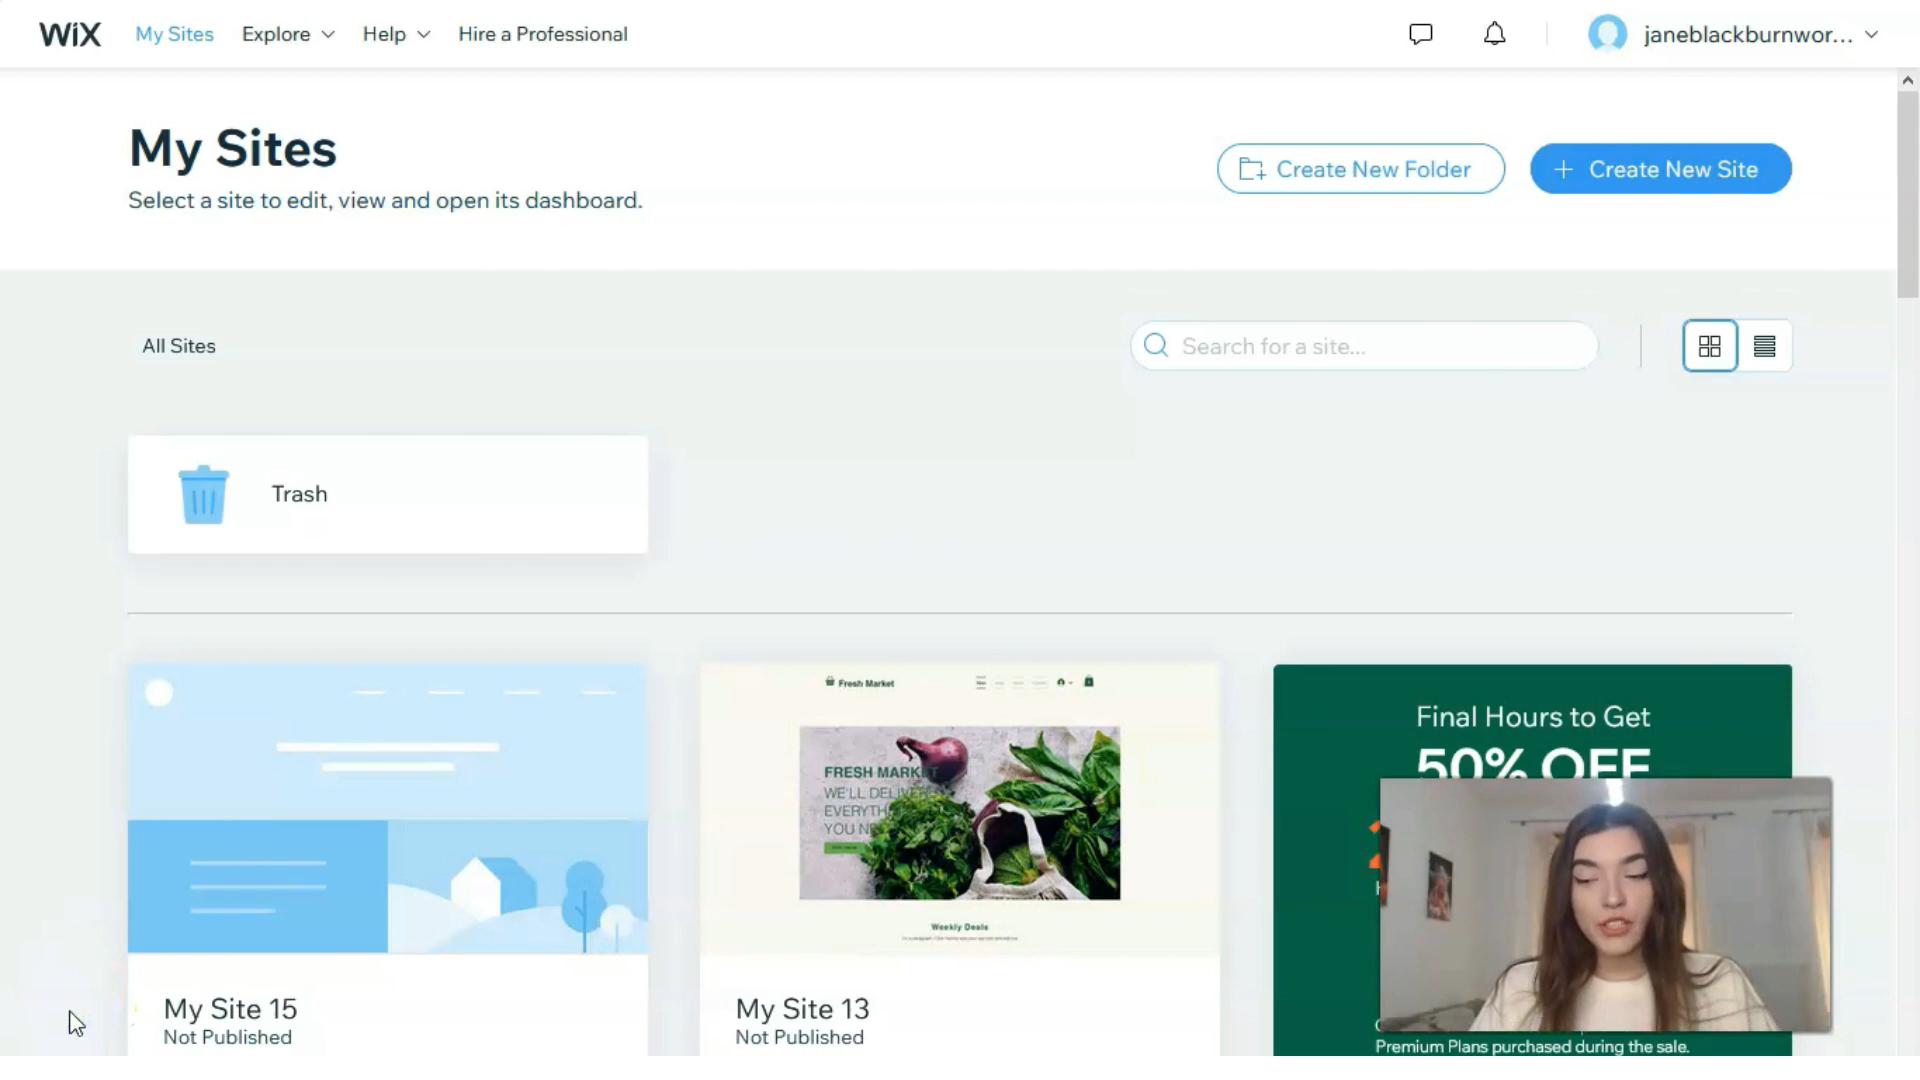 WiX My Sites Explore Help Hire a Professional janeblackburnwor...
My Sites
Select a site to edit, view and open its dashboard.
Create New Folder
+ Create New Site
All Sites
Search for a site...
Trash
Fresh Market
FRESH MARKET
WE'LL DELIVER
EVERYTH
YOU N
Weekly Deals
Final Hours to Get
50% OFF
My Site 15
Not Published
My Site 13
Not Published
Premium Plans purchased during the sale.